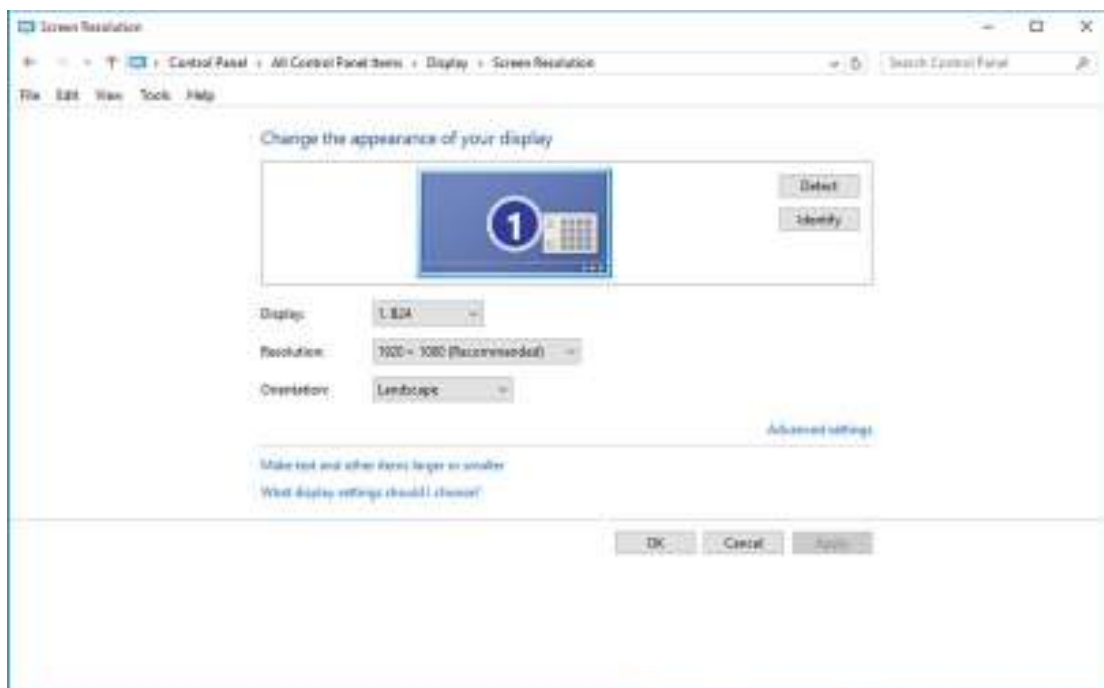 Screen Resolution
Control Panel › All Control Panel Items › Display › Screen Resolution
Search Control Panel
File Edit View Tools Help
Change the appearance of your display
1
Detect
Identify
Display: 1. B24
Resolution: 1920 × 1080 (Recommended)
Orientation: Landscape
Advanced settings
Make text and other items larger or smaller
What display settings should I choose?
OK Cancel Apply